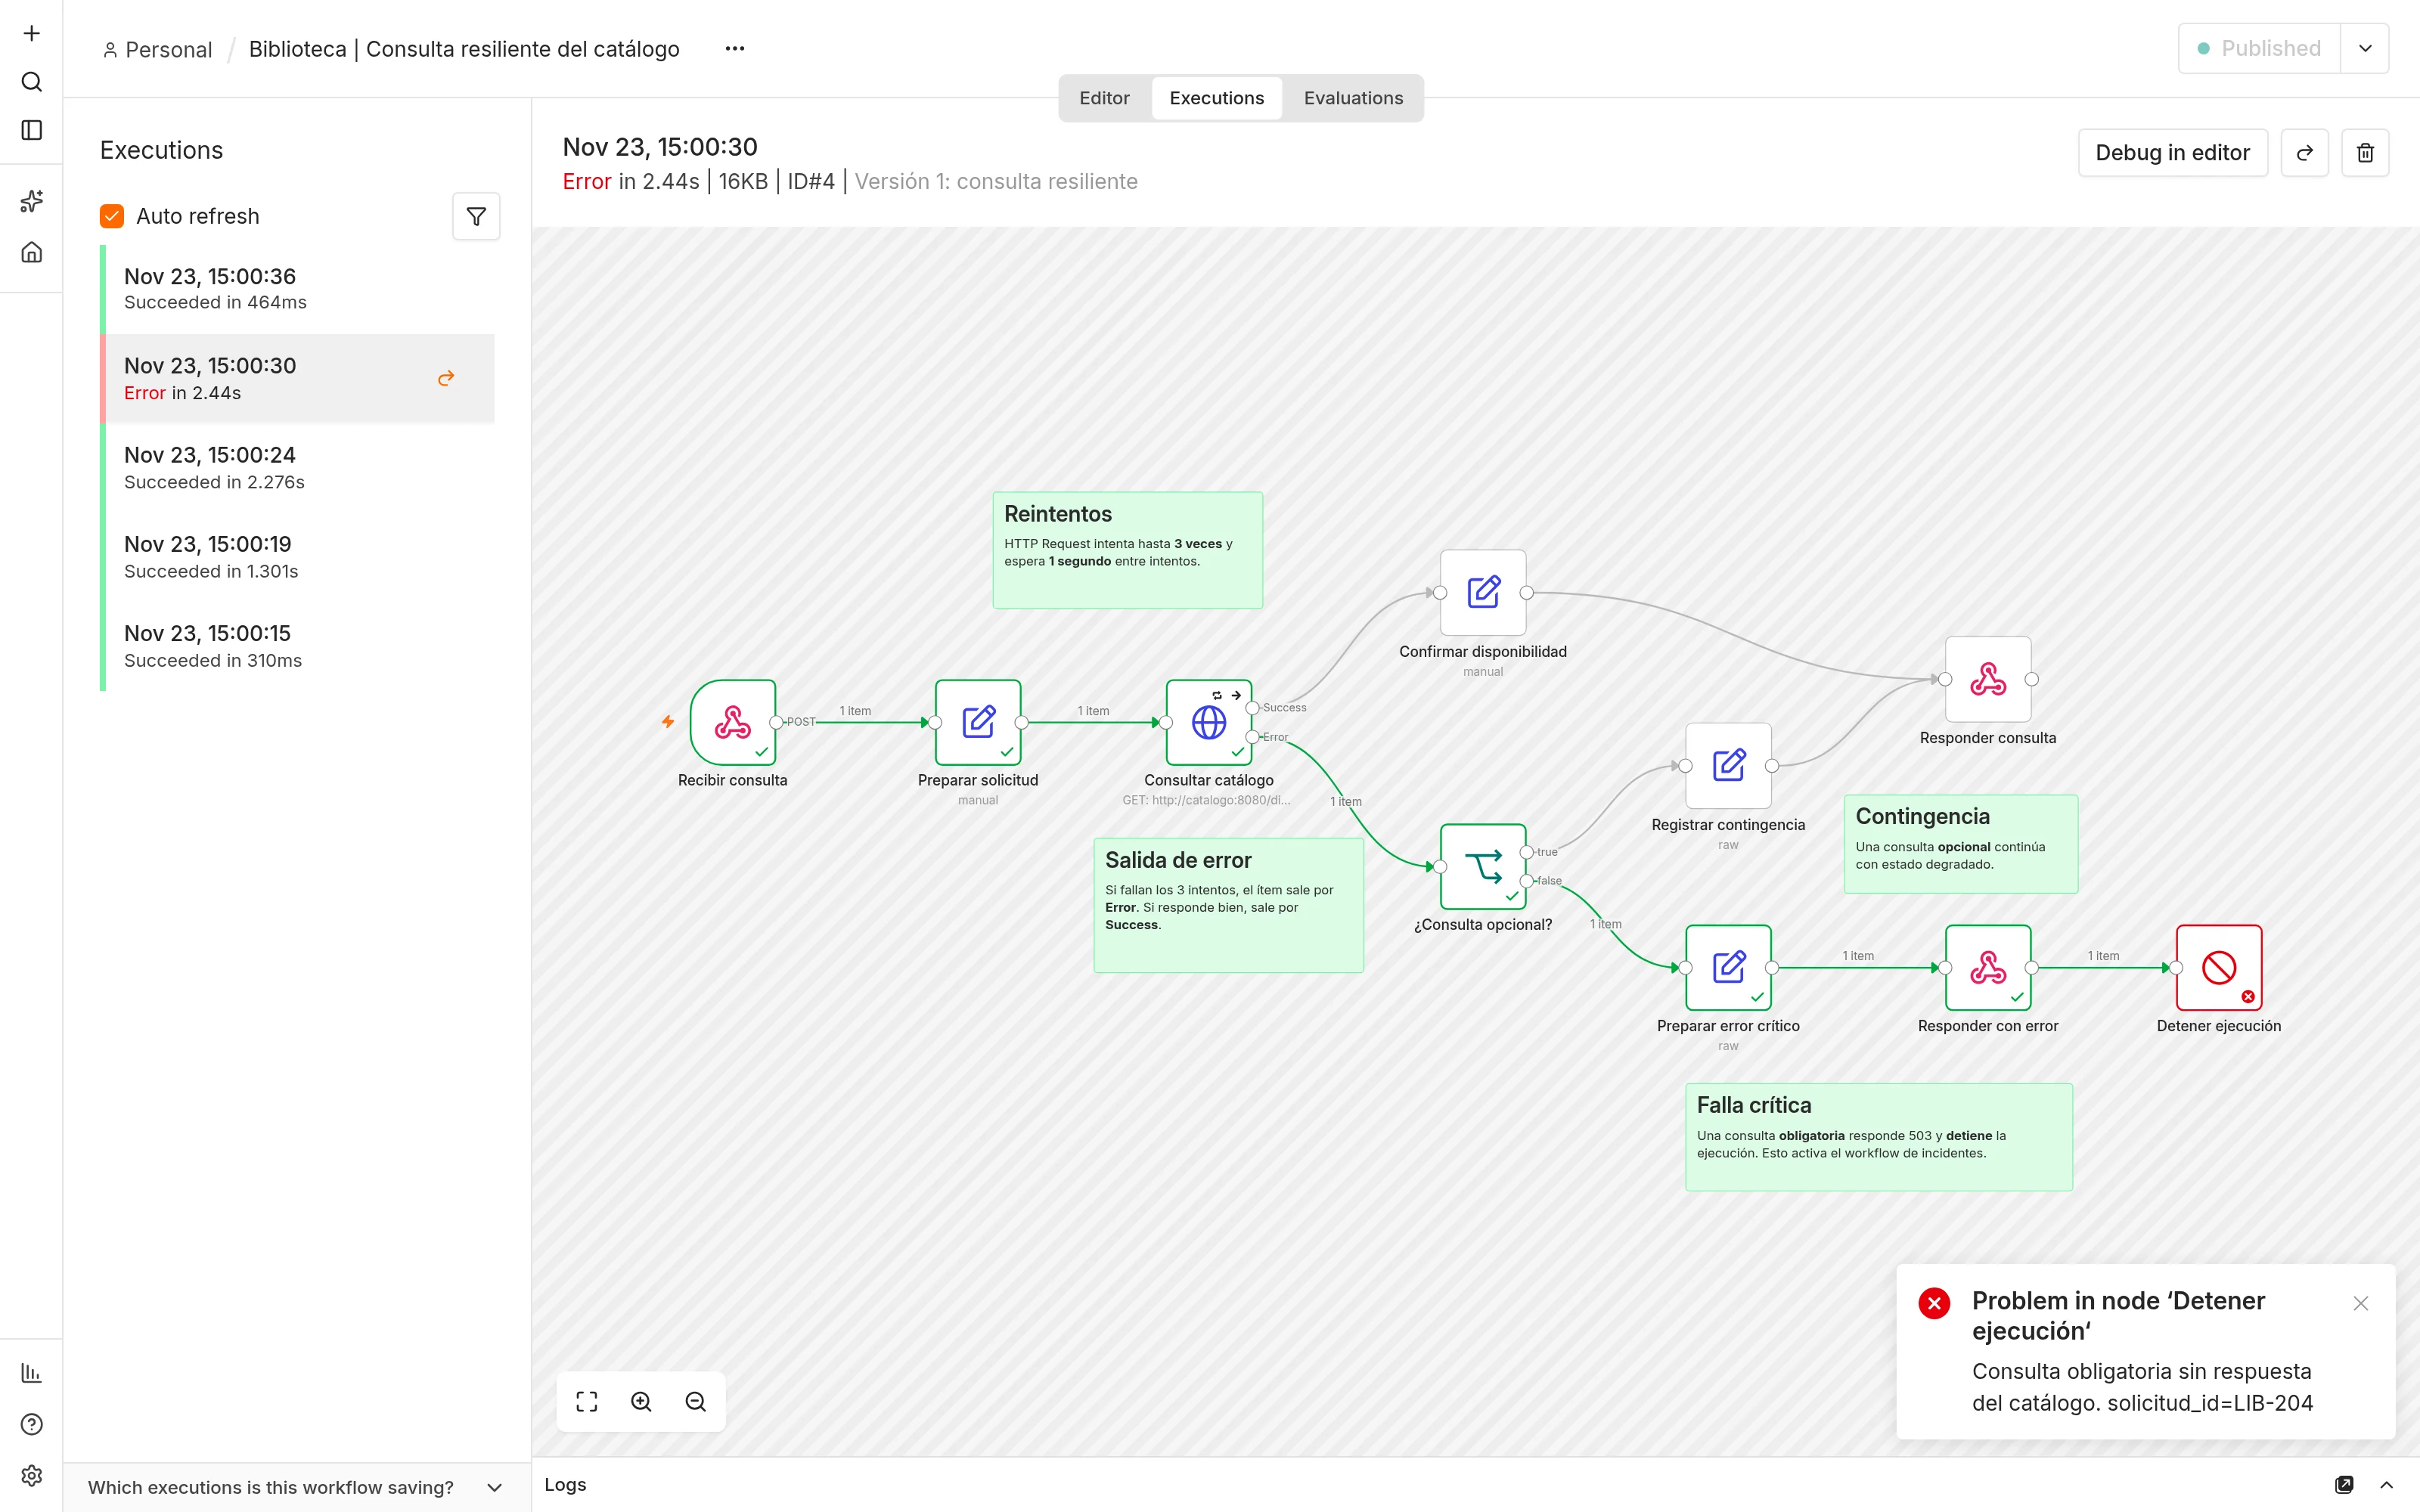 Personal / Biblioteca | Consulta resiliente del catálogo ...
Published
Editor
Executions
Evaluations
Executions
Auto refresh
Nov 23, 15:00:36
Succeeded in 464ms
Nov 23, 15:00:30
Error in 2.44s
Nov 23, 15:00:24
Succeeded in 2.276s
Nov 23, 15:00:19
Succeeded in 1.301s
Nov 23, 15:00:15
Succeeded in 310ms
Which executions is this workflow saving?
Nov 23, 15:00:30
Error in 2.44s | 16KB | ID#4 | Versión 1: consulta resiliente
Debug in editor
Reintentos
HTTP Request intenta hasta 3 veces y
espera 1 segundo entre intentos.
Recibir consulta
POST
1 item
Preparar solicitud
manual
1 item
Consultar catálogo
GET: http://catalogo:8080/di...
Success
Error
1 item
Confirmar disponibilidad
manual
Salida de error
Si fallan los 3 intentos, el ítem sale por
Error. Si responde bien, sale por
Success.
¿Consulta opcional?
true
false
1 item
Registrar contingencia
raw
Responder consulta
Contingencia
Una consulta opcional continúa
con estado degradado.
Preparar error crítico
raw
1 item
Responder con error
1 item
Detener ejecución
Falla crítica
Una consulta obligatoria responde 503 y detiene la
ejecución. Esto activa el workflow de incidentes.
Problem in node ‘Detener
ejecución‘
Consulta obligatoria sin respuesta
del catálogo. solicitud_id=LIB-204
Logs